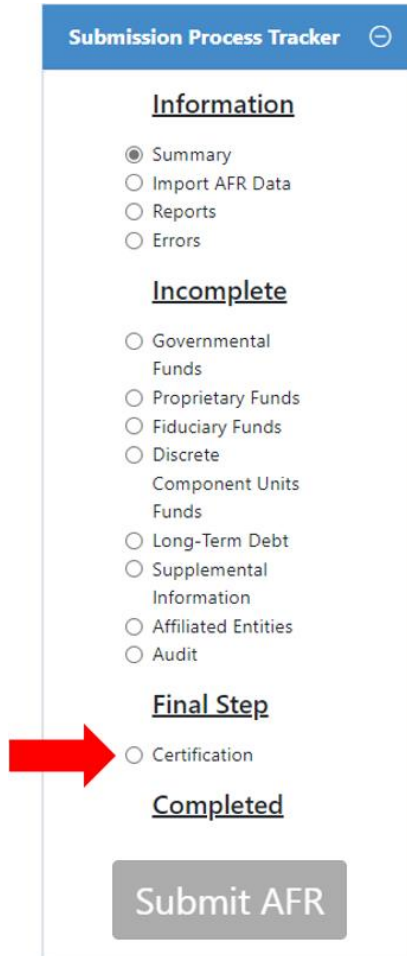 Submission Process Tracker
Information
Summary
Import AFR Data
Reports
Errors
Incomplete
Governmental
Funds
Proprietary Funds
Fiduciary Funds
Discrete
Component Units
Funds
Long-Term Debt
Supplemental
Information
Affiliated Entities
Audit
Final Step
Certification
Completed
Submit AFR